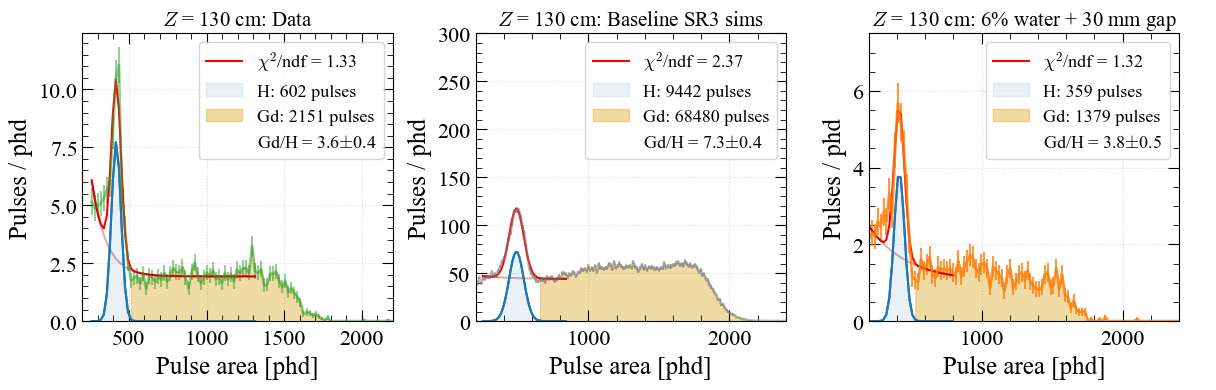 Z = 130 cm: Data
Pulses / phd
10.0
7.5
5.0
2.5
0.0
500
1000
1500
2000
Pulse area [phd]
χ²/ndf = 1.33
H: 602 pulses
Gd: 2151 pulses
Gd/H = 3.6±0.4
Z = 130 cm: Baseline SR3 sims
Pulses / phd
300
250
200
150
100
50
0
1000
2000
Pulse area [phd]
χ²/ndf = 2.37
H: 9442 pulses
Gd: 68480 pulses
Gd/H = 7.3±0.4
Z = 130 cm: 6% water + 30 mm gap
Pulses / phd
6
4
2
0
1000
2000
Pulse area [phd]
χ²/ndf = 1.32
H: 359 pulses
Gd: 1379 pulses
Gd/H = 3.8±0.5